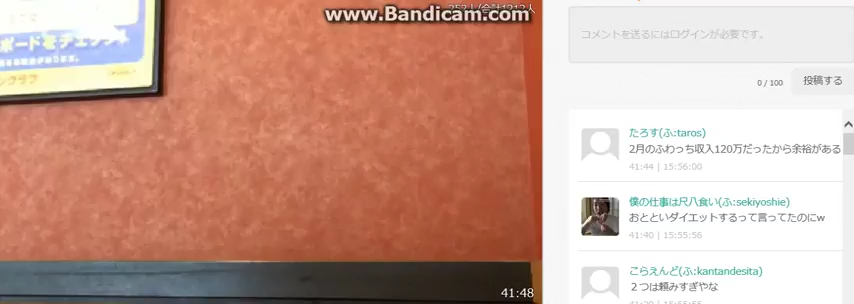 www.Bandicam.com
ボードをチェック
41:48
コメントを送るにはログインが必要です。
0 / 100
投稿する
たろす(ふ:taros)
2月のふわっち収入120万だったから余裕がある
41:44 | 15:56:00
僕の仕事は尺八食い(ふ:sekiyoshie)
おとといダイエットするって言ってたのにw
41:40 | 15:55:56
こらえんど(ふ:kantandesita)
２つは頼みすぎやな